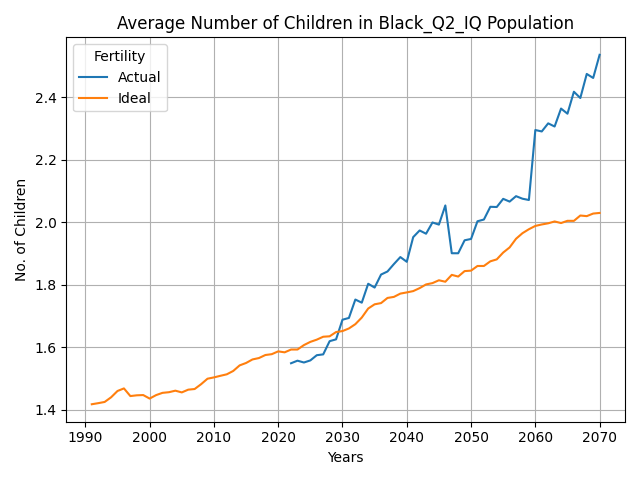 Average Number of Children in Black_Q2_IQ Population
Fertility
Actual
Ideal
No. of Children
2.4
2.2
2.0
1.8
1.6
1.4
1990 2000 2010 2020 2030 2040 2050 2060 2070
Years